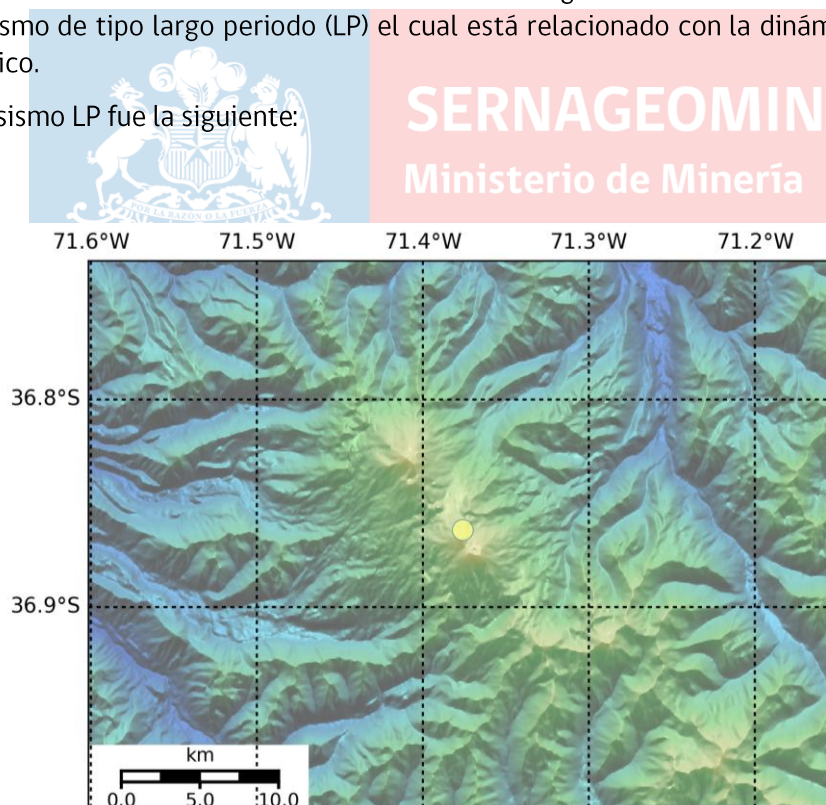 smo de tipo largo periodo (LP) el cual está relacionado con la dinám
ico.
sismo LP fue la siguiente:
SERNAGEOMIN
Ministerio de Minería
POR LA RAZÓN O LA FUERZA
71.6°W 71.5°W 71.4°W 71.3°W 71.2°W
36.8°S
36.9°S
km
0.0 5.0 10.0